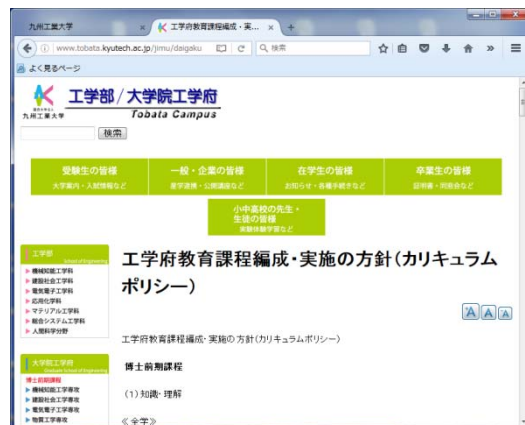 九州工業大学 × 工学府教育課程編成・実... × +
www.tobata.kyutech.ac.jp/jimu/daigaku 検索
よく見るページ
九州工業大学
工学部/大学院工学府
Tobata Campus
検索
受験生の皆様 一般・企業の皆様 在学生の皆様 卒業生の皆様
大学案内・入試情報など 産学連携・公開講座など お知らせ・各種手続きなど 証明書・同窓会など
小中高校の先生・
生徒の皆様
実験体験学習など
工学部
School of Engineering
機械知能工学科
建設社会工学科
電気電子工学科
応用化学科
マテリアル工学科
総合システム工学科
人間科学分野
工学府教育課程編成・実施の方針(カリキュラム
ポリシー)
A A A
工学府教育課程編成・実施の方針(カリキュラムポリシー)
大学院工学府
Graduate School of Engineering
博士前期課程
機械知能工学専攻
建設社会工学専攻
電気電子工学専攻
物質工学専攻
博士前期課程
(1)知識・理解
≪全学≫